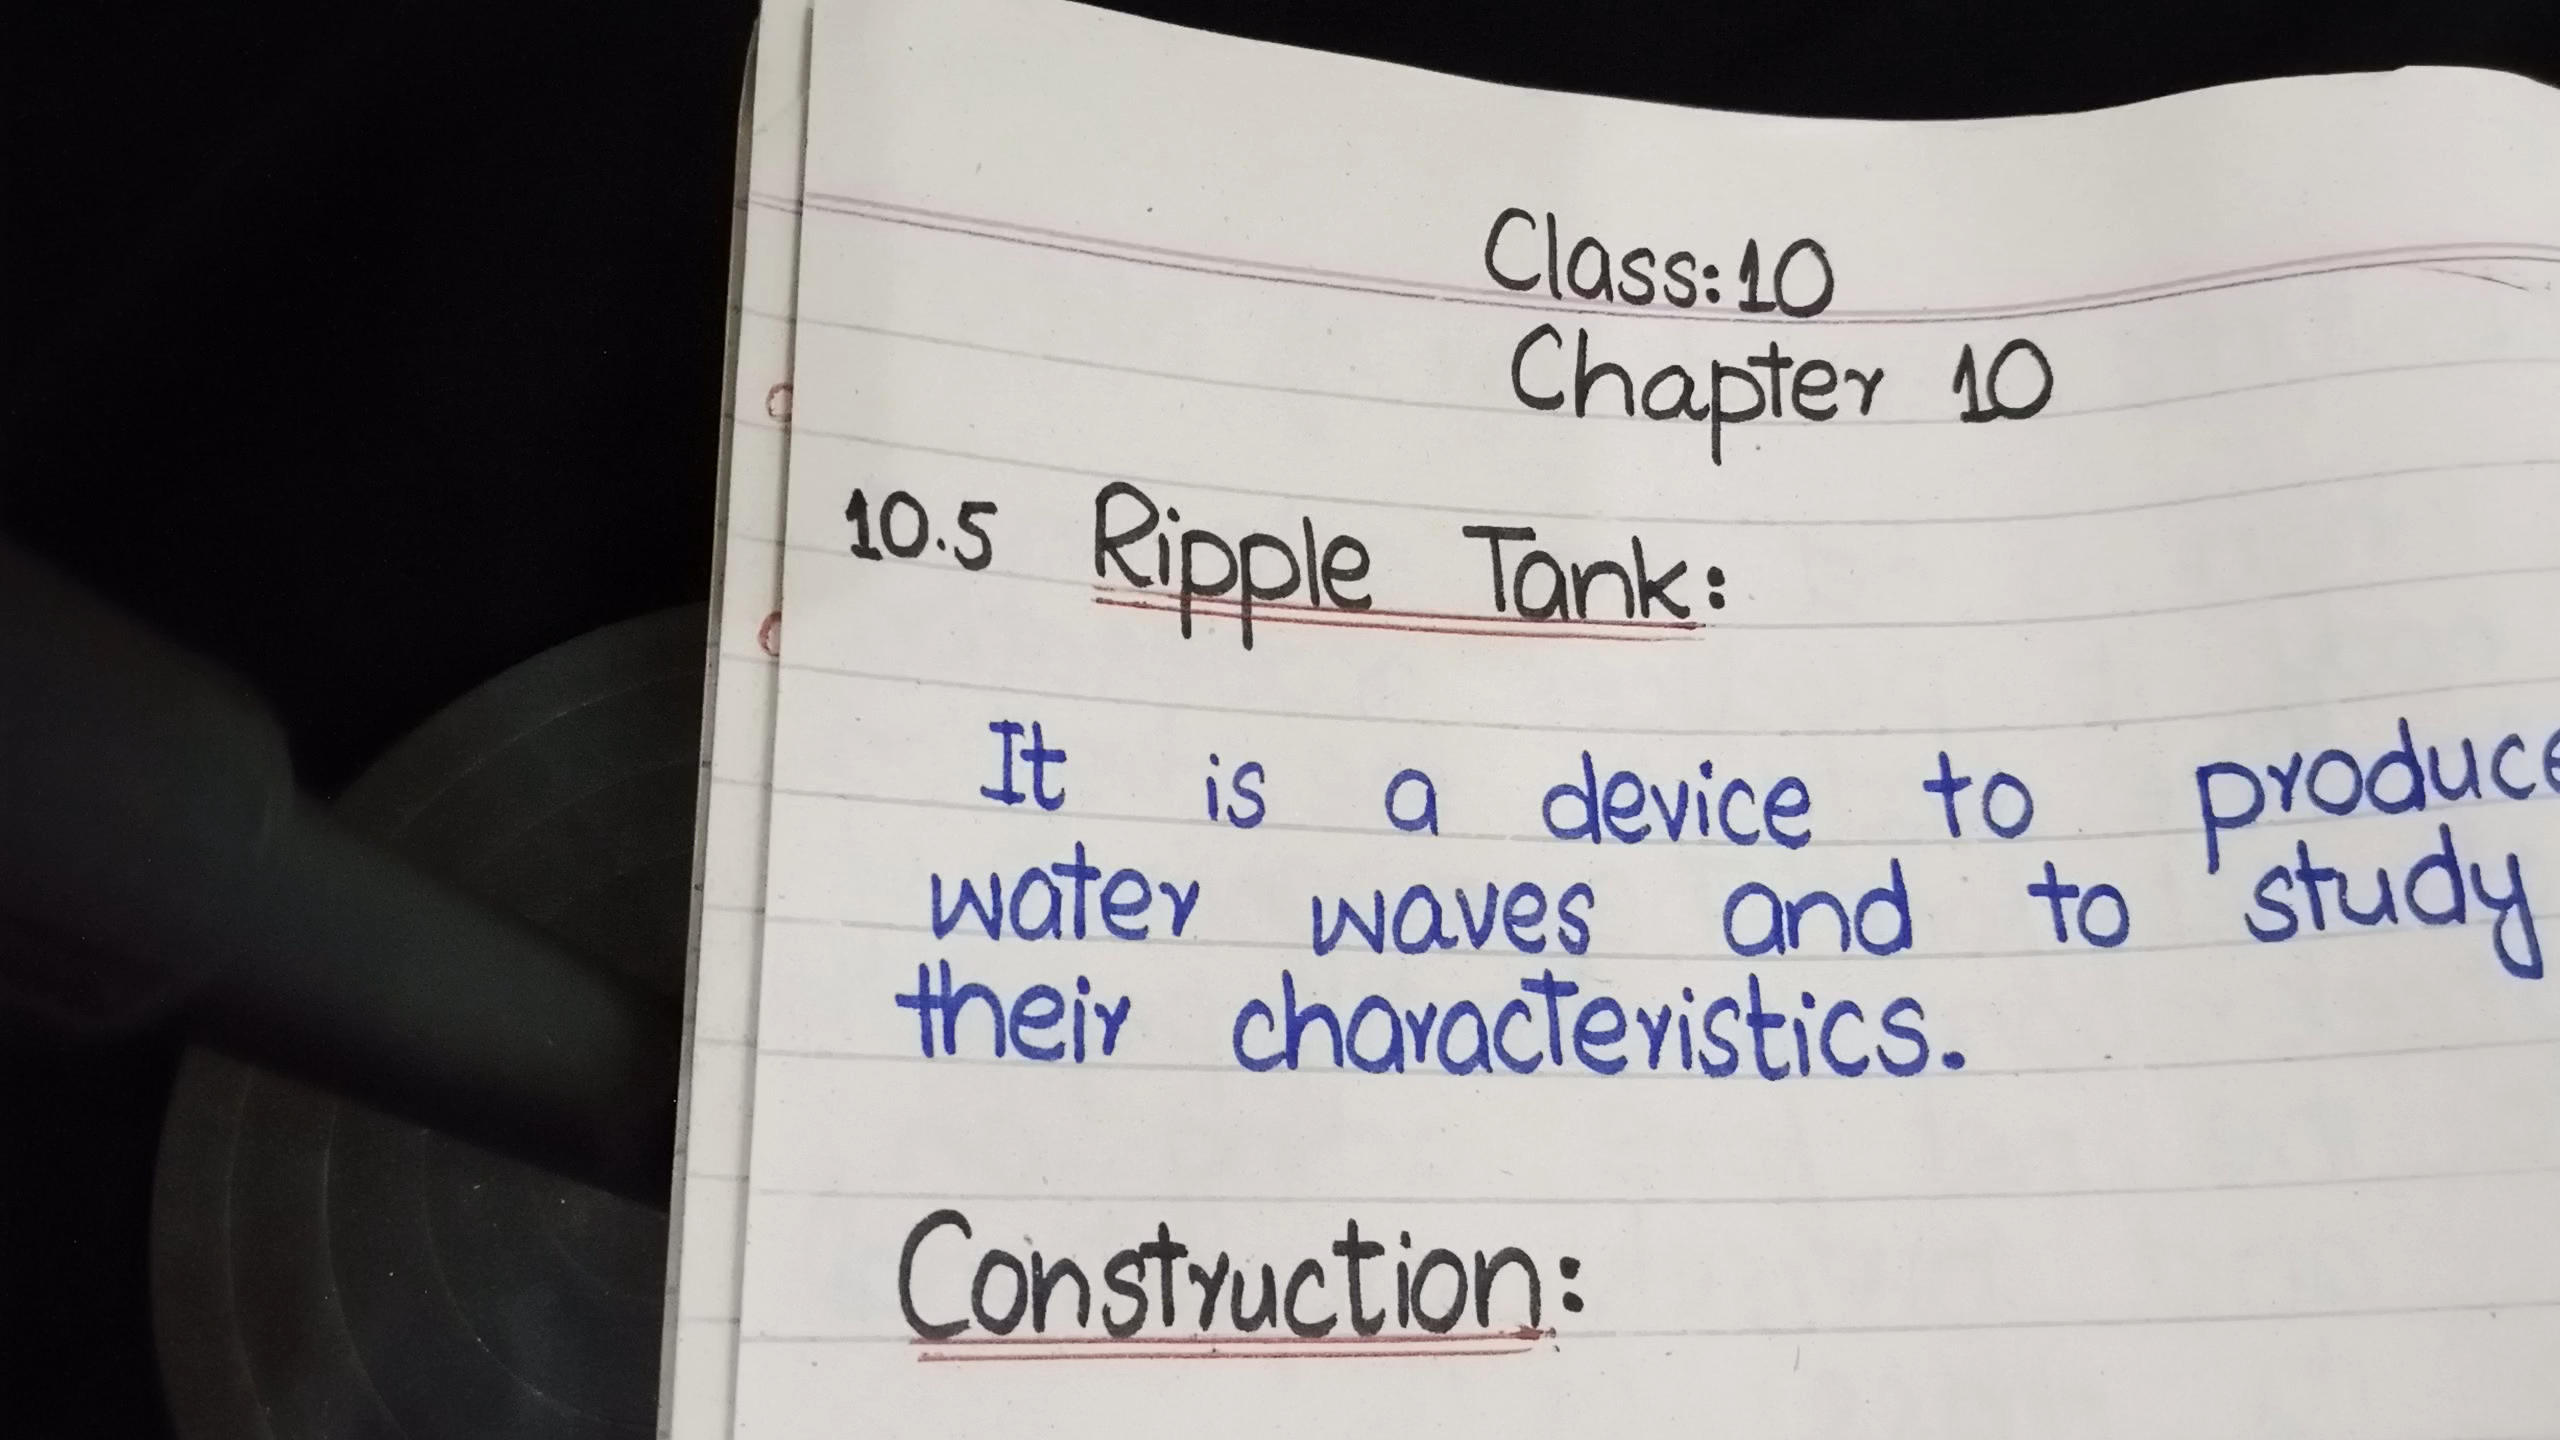 Class:10
Chapter 10
10.5 Ripple Tank:
It is a device to produce
water waves and to study
their characteristics.
Construction: